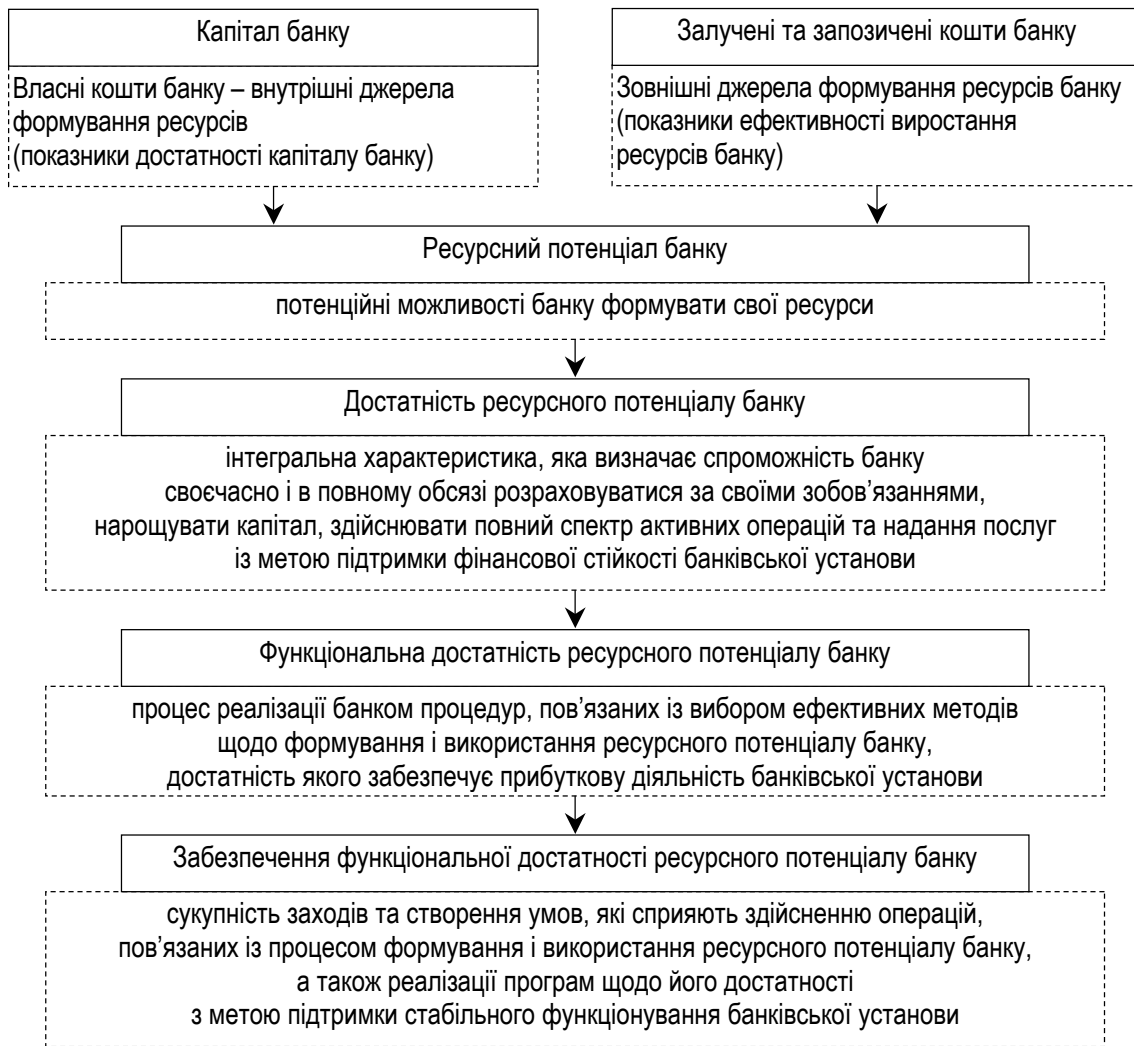 Капітал банку
Власні кошти банку – внутрішні джерела
формування ресурсів
(показники достатності капіталу банку)
Залучені та запозичені кошти банку
Зовнішні джерела формування ресурсів банку
(показники ефективності виростання
ресурсів банку)
Ресурсний потенціал банку
потенційні можливості банку формувати свої ресурси
Достатність ресурсного потенціалу банку
інтегральна характеристика, яка визначає спроможність банку
своєчасно і в повному обсязі розраховуватися за своїми зобов’язаннями,
нарощувати капітал, здійснювати повний спектр активних операцій та надання послуг
із метою підтримки фінансової стійкості банківської установи
Функціональна достатність ресурсного потенціалу банку
процес реалізації банком процедур, пов’язаних із вибором ефективних методів
щодо формування і використання ресурсного потенціалу банку,
достатність якого забезпечує прибуткову діяльність банківської установи
Забезпечення функціональної достатності ресурсного потенціалу банку
сукупність заходів та створення умов, які сприяють здійсненню операцій,
пов’язаних із процесом формування і використання ресурсного потенціалу банку,
а також реалізації програм щодо його достатності
з метою підтримки стабільного функціонування банківської установи